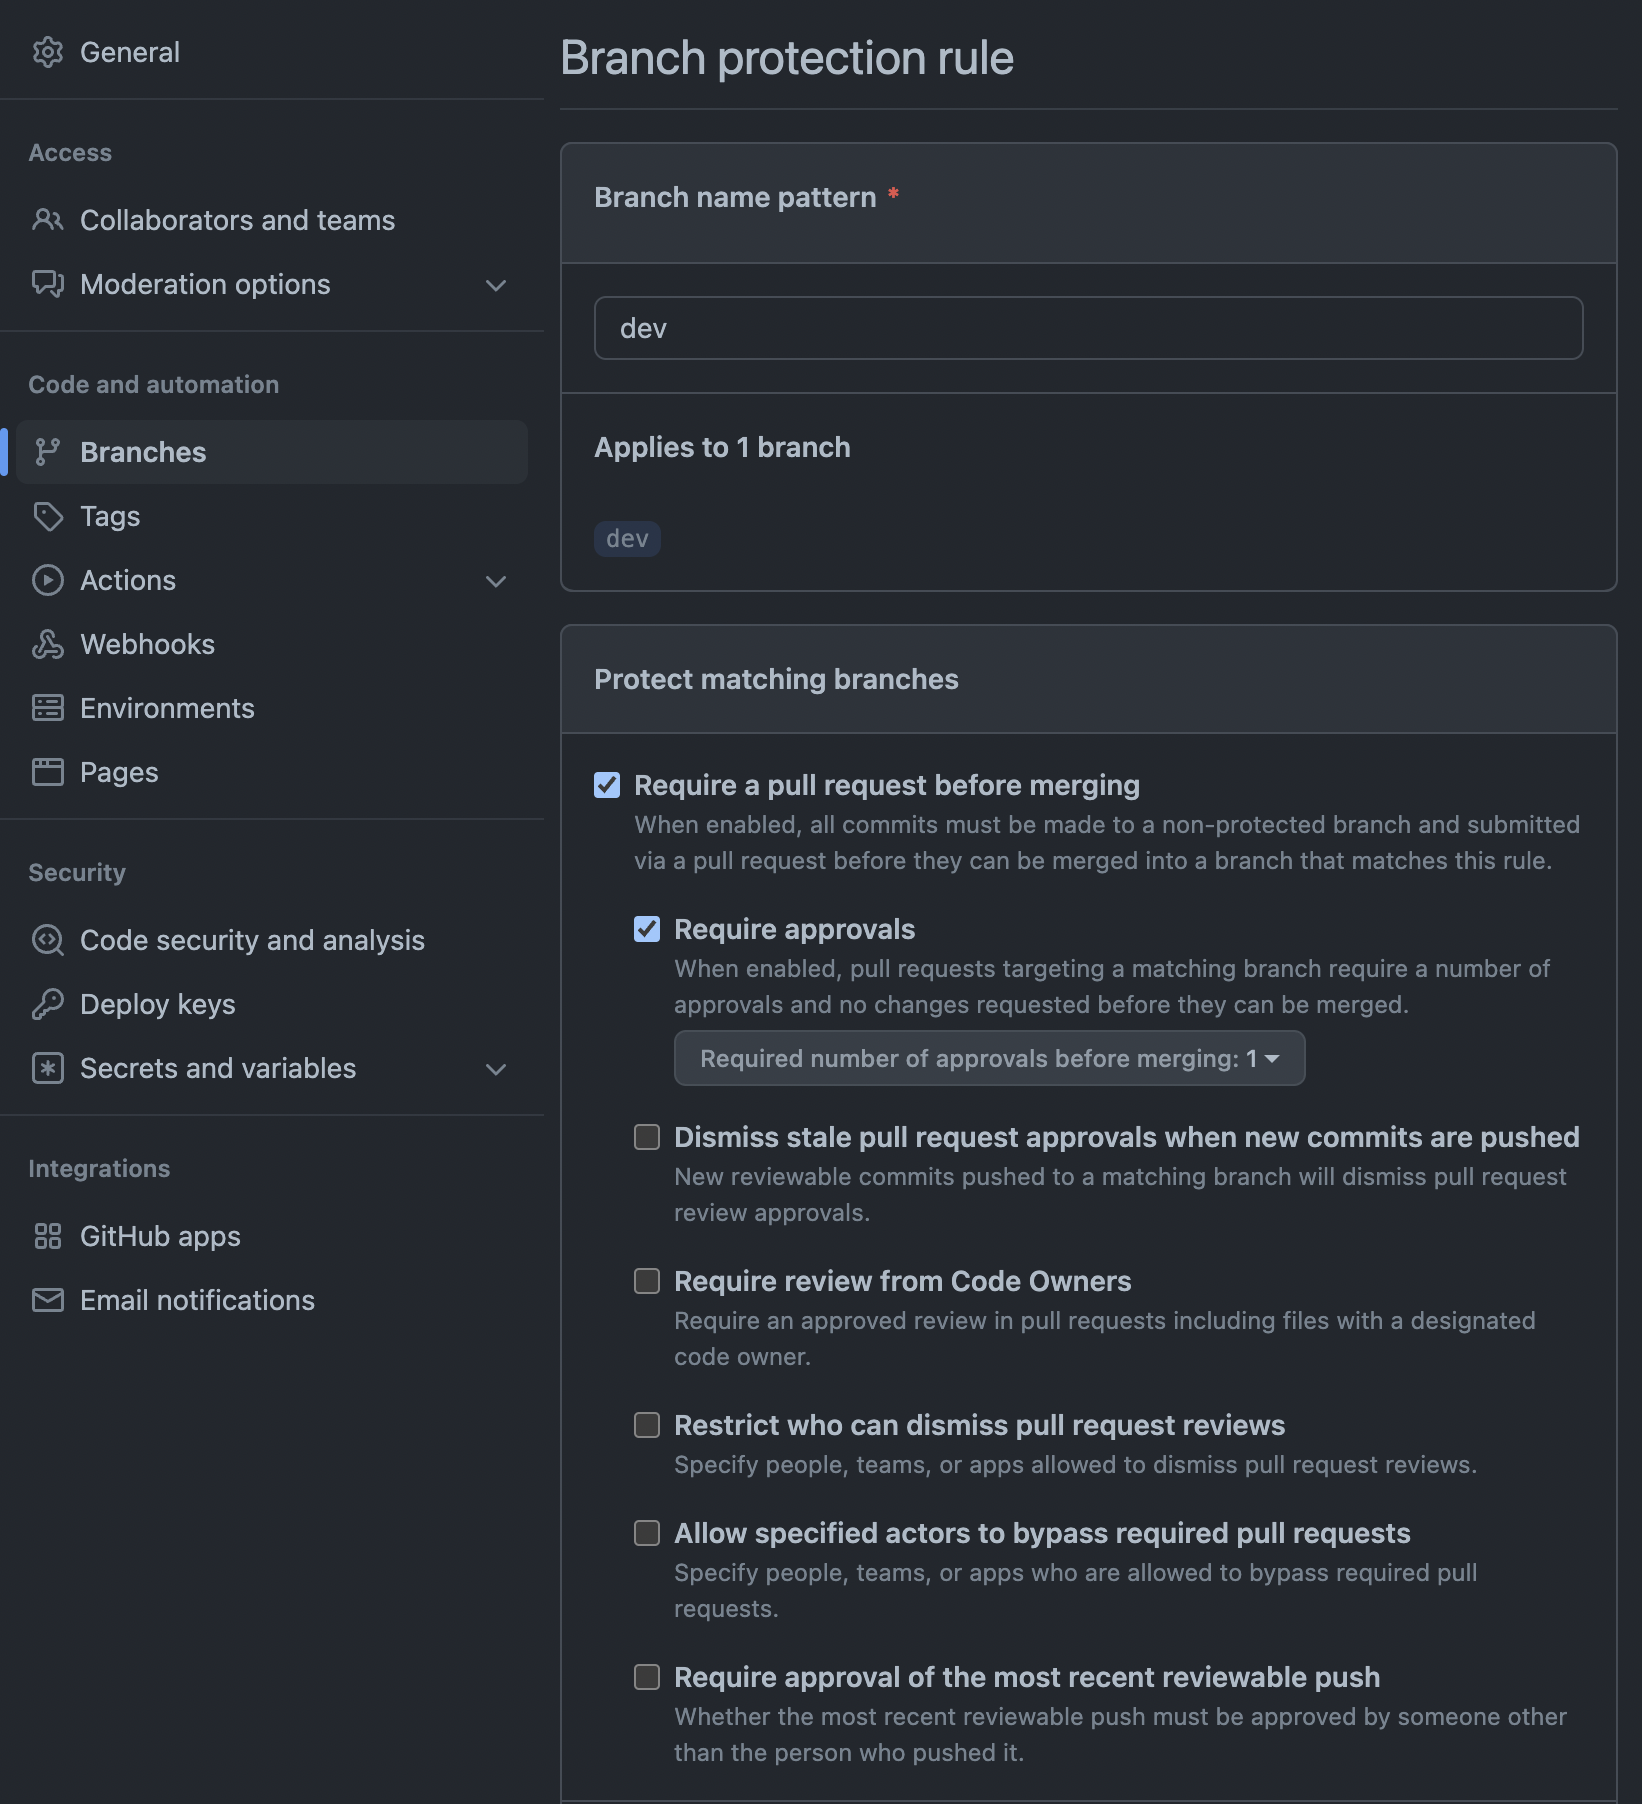 General
Access
Collaborators and teams
Moderation options
Code and automation
Branches
Tags
Actions
Webhooks
Environments
Pages
Security
Code security and analysis
Deploy keys
Secrets and variables
Integrations
GitHub apps
Email notifications
Branch protection rule
Branch name pattern *
dev
Applies to 1 branch
dev
Protect matching branches
Require a pull request before merging
When enabled, all commits must be made to a non-protected branch and submitted
via a pull request before they can be merged into a branch that matches this rule.
Require approvals
When enabled, pull requests targeting a matching branch require a number of
approvals and no changes requested before they can be merged.
Required number of approvals before merging: 1
Dismiss stale pull request approvals when new commits are pushed
New reviewable commits pushed to a matching branch will dismiss pull request
review approvals.
Require review from Code Owners
Require an approved review in pull requests including files with a designated
code owner.
Restrict who can dismiss pull request reviews
Specify people, teams, or apps allowed to dismiss pull request reviews.
Allow specified actors to bypass required pull requests
Specify people, teams, or apps who are allowed to bypass required pull
requests.
Require approval of the most recent reviewable push
Whether the most recent reviewable push must be approved by someone other
than the person who pushed it.